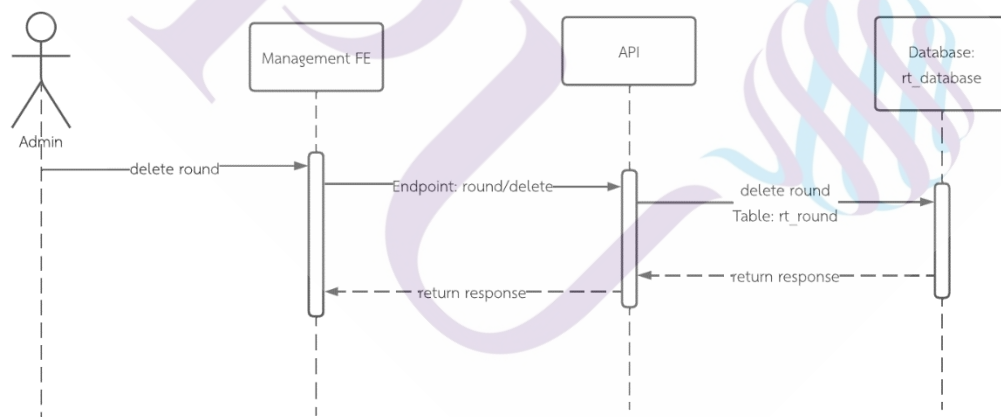 Management FE
API
Database:
rt_database
Admin
delete round
Endpoint: round/delete
delete round
Table: rt_round
return response
return response